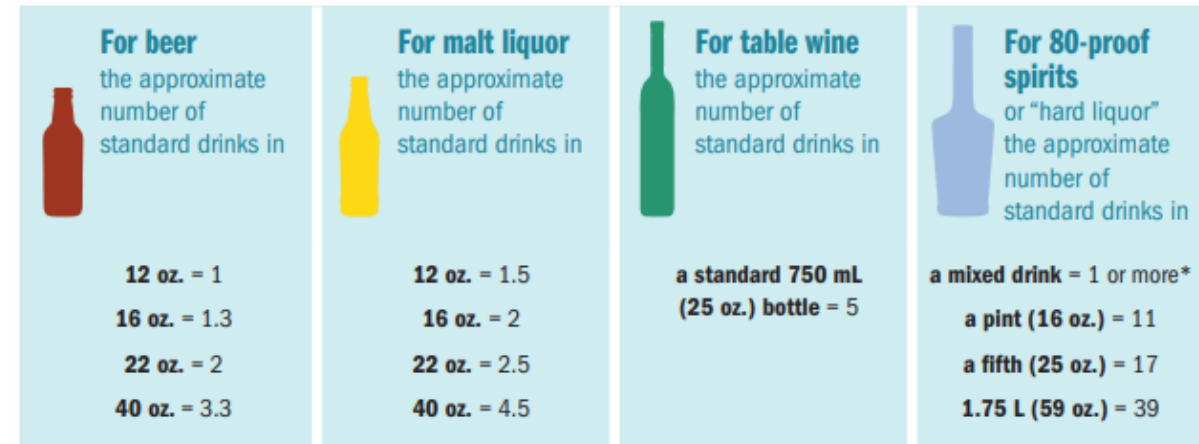 For beer
the approximate
number of
standard drinks in
12 oz. = 1
16 oz. = 1.3
22 oz. = 2
40 oz. = 3.3
For malt liquor
the approximate
number of
standard drinks in
12 oz. = 1.5
16 oz. = 2
22 oz. = 2.5
40 oz. = 4.5
For table wine
the approximate
number of
standard drinks in
a standard 750 mL
(25 oz.) bottle = 5
For 80-proof
spirits
or “hard liquor”
the approximate
number of
standard drinks in
a mixed drink = 1 or more*
a pint (16 oz.) = 11
a fifth (25 oz.) = 17
1.75 L (59 oz.) = 39